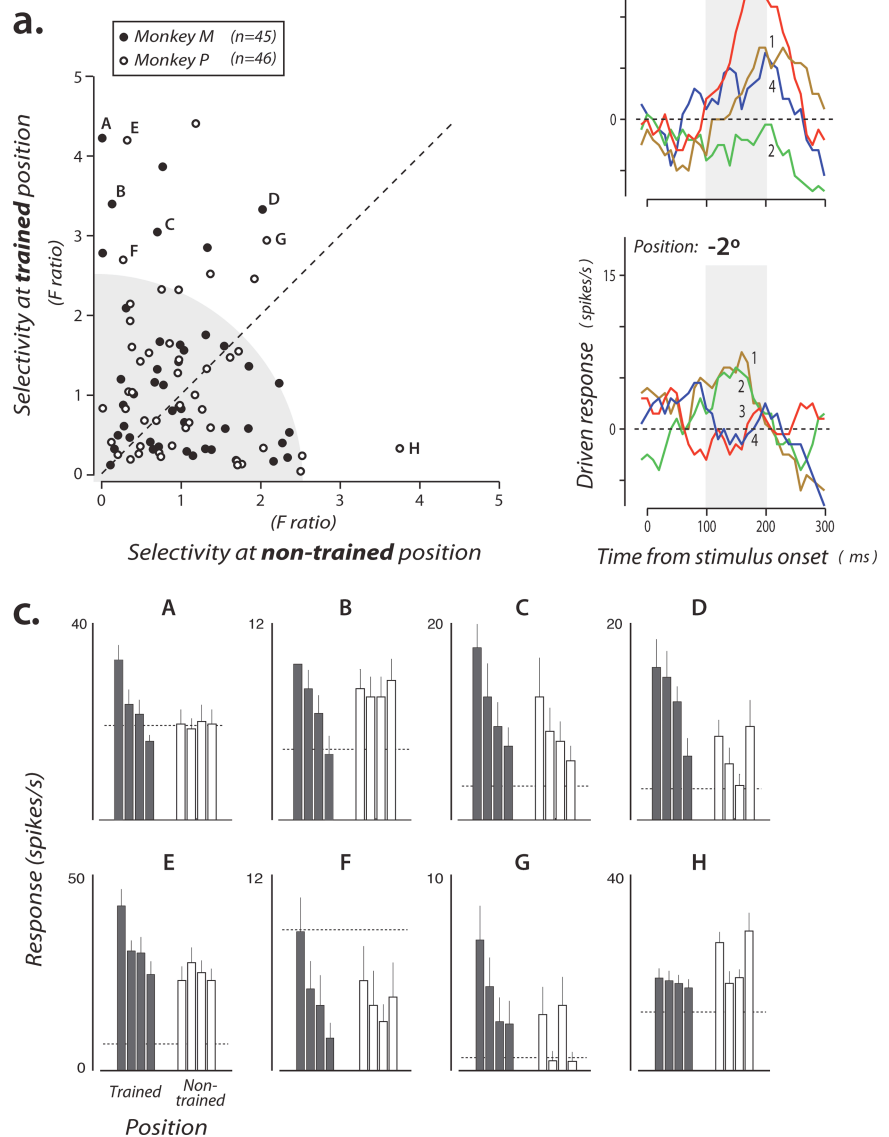 a.
Monkey M (n=45)
Monkey P (n=46)
5
4
3
2
1
0
Selectivity at trained position
(F ratio)
A
E
B
C
D
G
F
H
0 1 2 3 4 5
(F ratio)
Selectivity at non-trained position
0
1
4
2
Position: -2º
15
0
Driven response (spikes/s)
1
2
3
4
0 100 200 300
Time from stimulus onset (ms)
c.
A B C D
40 12 20 20
E F G H
50 12 10 40
0
Response (spikes/s)
Trained Non-
trained
Position